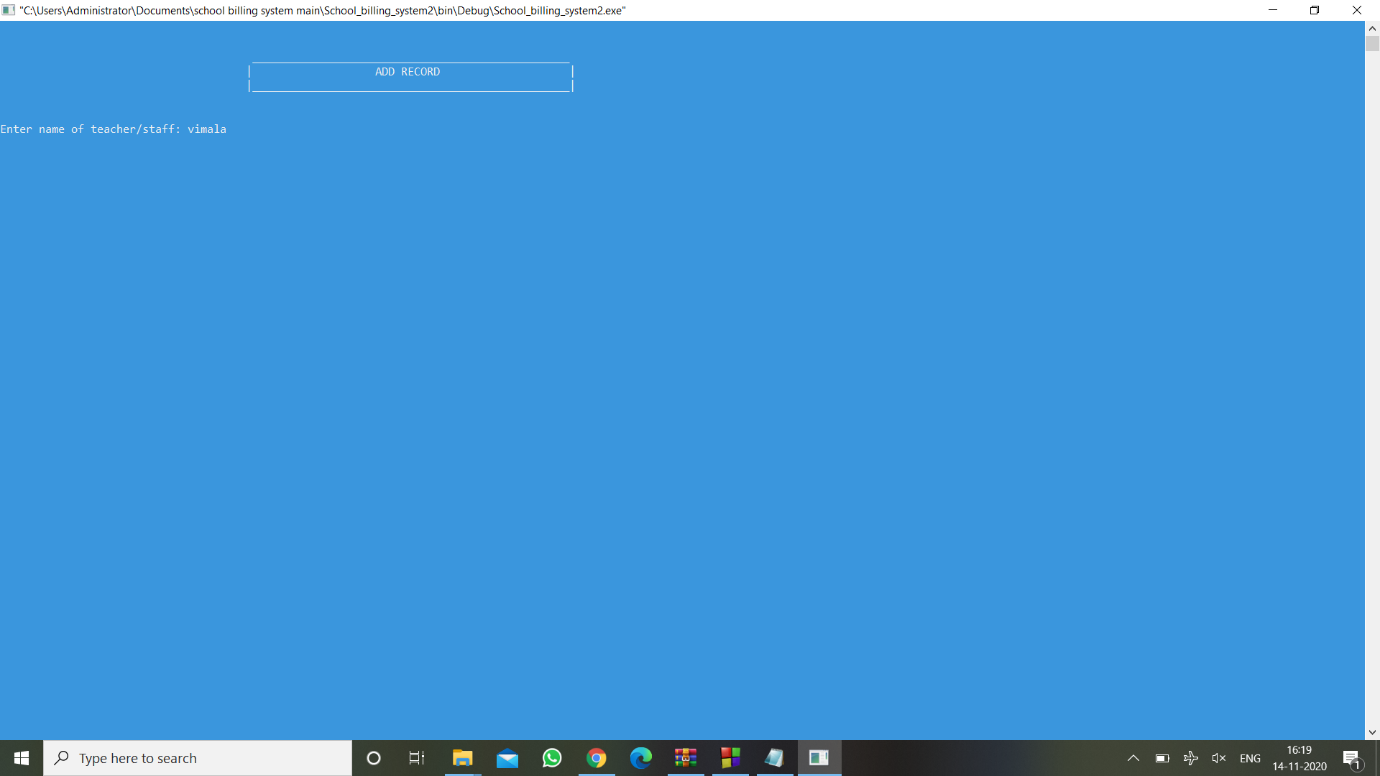 "C:\Users\Administrator\Documents\school billing system main\School_billing_system2\bin\Debug\School_billing_system2.exe"
ADD RECORD
Enter name of teacher/staff: vimala
Type here to search
ENG
16:19
14-11-2020
1